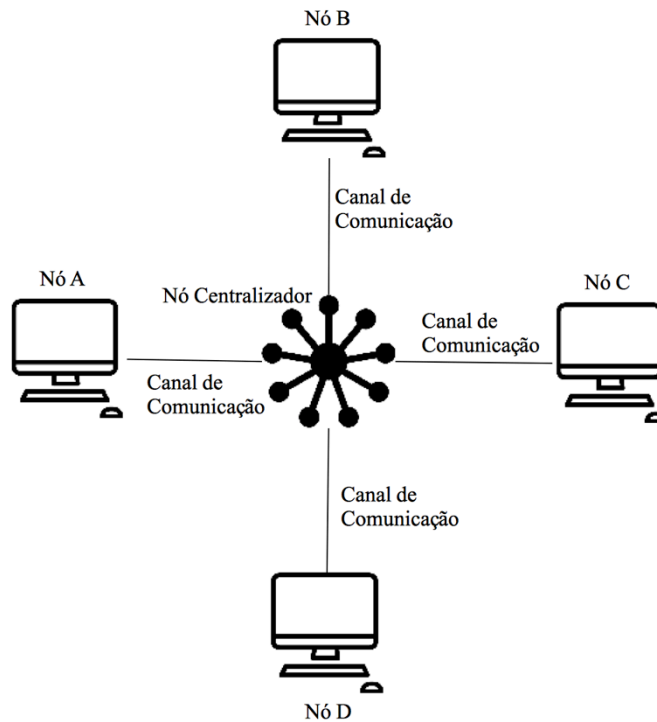 Nó B
Canal de
Comunicação
Nó A
Nó Centralizador
Nó C
Canal de
Comunicação
Canal de
Comunicação
Canal de
Comunicação
Nó D